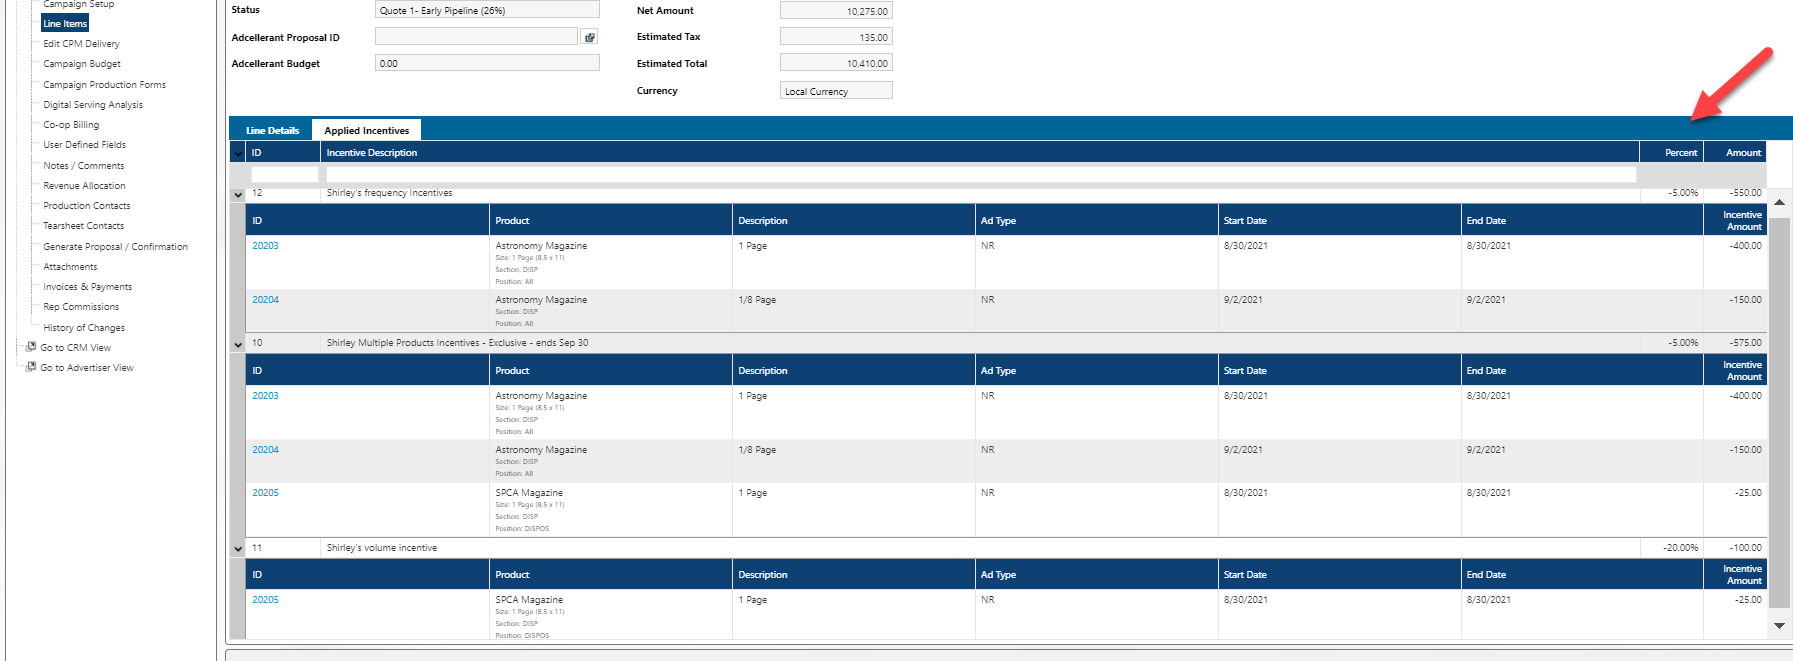 Campaign Setup
Line Items
Edit CPM Delivery
Campaign Budget
Campaign Production Forms
Digital Serving Analysis
Co-op Billing
User Defined Fields
Notes / Comments
Revenue Allocation
Production Contacts
Tearsheet Contacts
Generate Proposal / Confirmation
Attachments
Invoices & Payments
Rep Commissions
History of Changes
Go to CRM View
Go to Advertiser View
Status Quote 1- Early Pipeline (26%) Net Amount 10,275.00
Adcellerant Proposal ID Estimated Tax 135.00
Adcellerant Budget 0.00 Estimated Total 10,410.00
Currency Local Currency
Line Details Applied Incentives
ID Incentive Description Percent Amount
12 Shirley's frequency Incentives -5.00% -550.00
ID Product Description Ad Type Start Date End Date Incentive Amount
20203 Astronomy Magazine 1 Page NR 8/30/2021 8/30/2021 -400.00
Size: 1 Page (8.5 x 11)
Section: DISP
Position: All
20204 Astronomy Magazine 1/8 Page NR 9/2/2021 9/2/2021 -150.00
Section: DISP
Position: All
10 Shirley Multiple Products Incentives - Exclusive - ends Sep 30 -5.00% -575.00
ID Product Description Ad Type Start Date End Date Incentive Amount
20203 Astronomy Magazine 1 Page NR 8/30/2021 8/30/2021 -400.00
Size: 1 Page (8.5 x 11)
Section: DISP
Position: All
20204 Astronomy Magazine 1/8 Page NR 9/2/2021 9/2/2021 -150.00
Section: DISP
Position: All
20205 SPCA Magazine 1 Page NR 8/30/2021 8/30/2021 -25.00
Size: 1 Page (8.5 x 11)
Section: DISP
Position: DISPOS
11 Shirley's volume incentive -20.00% -100.00
ID Product Description Ad Type Start Date End Date Incentive Amount
20205 SPCA Magazine 1 Page NR 8/30/2021 8/30/2021 -25.00
Size: 1 Page (8.5 x 11)
Section: DISP
Position: DISPOS